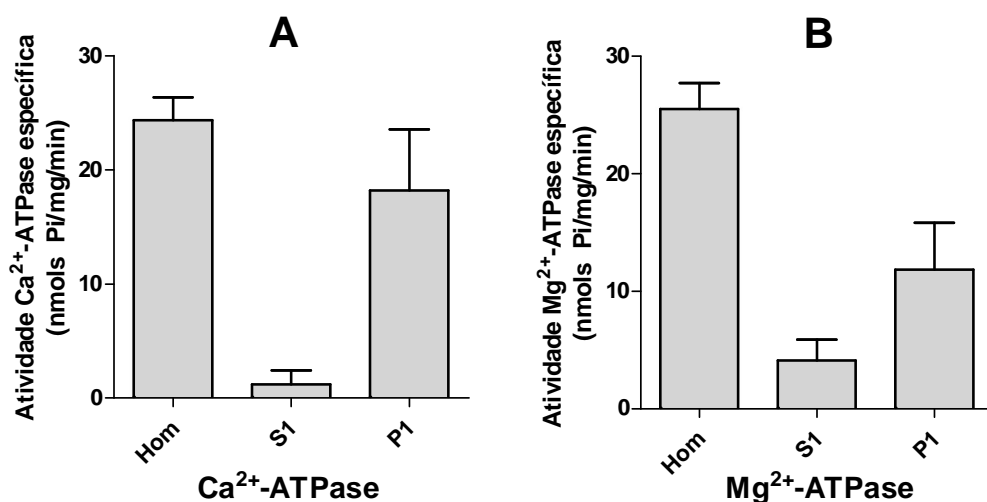 A
Atividade Ca²⁺-ATPase específica
(nmols Pi/mg/min)
30
20
10
0
Hom
S1
P1
Ca²⁺-ATPase
B
Atividade Mg²⁺-ATPase específica
(nmols Pi/mg/min)
30
20
10
0
Hom
S1
P1
Mg²⁺-ATPase